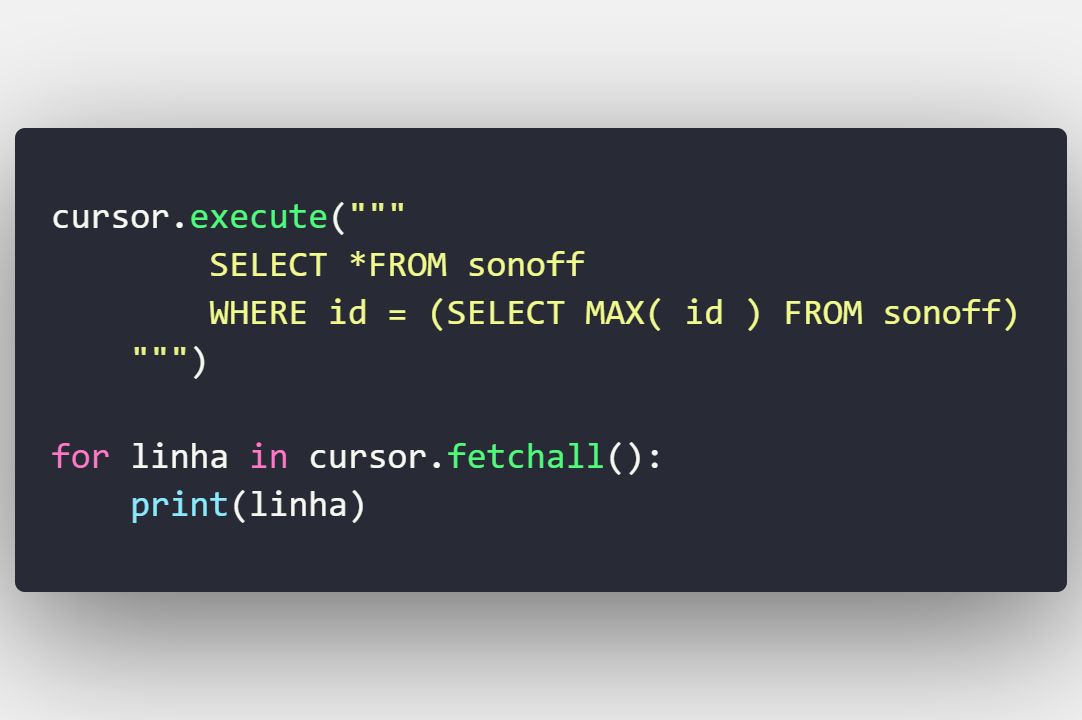 cursor.execute("""
        SELECT *FROM sonoff
        WHERE id = (SELECT MAX( id ) FROM sonoff)
    """)
for linha in cursor.fetchall():
    print(linha)